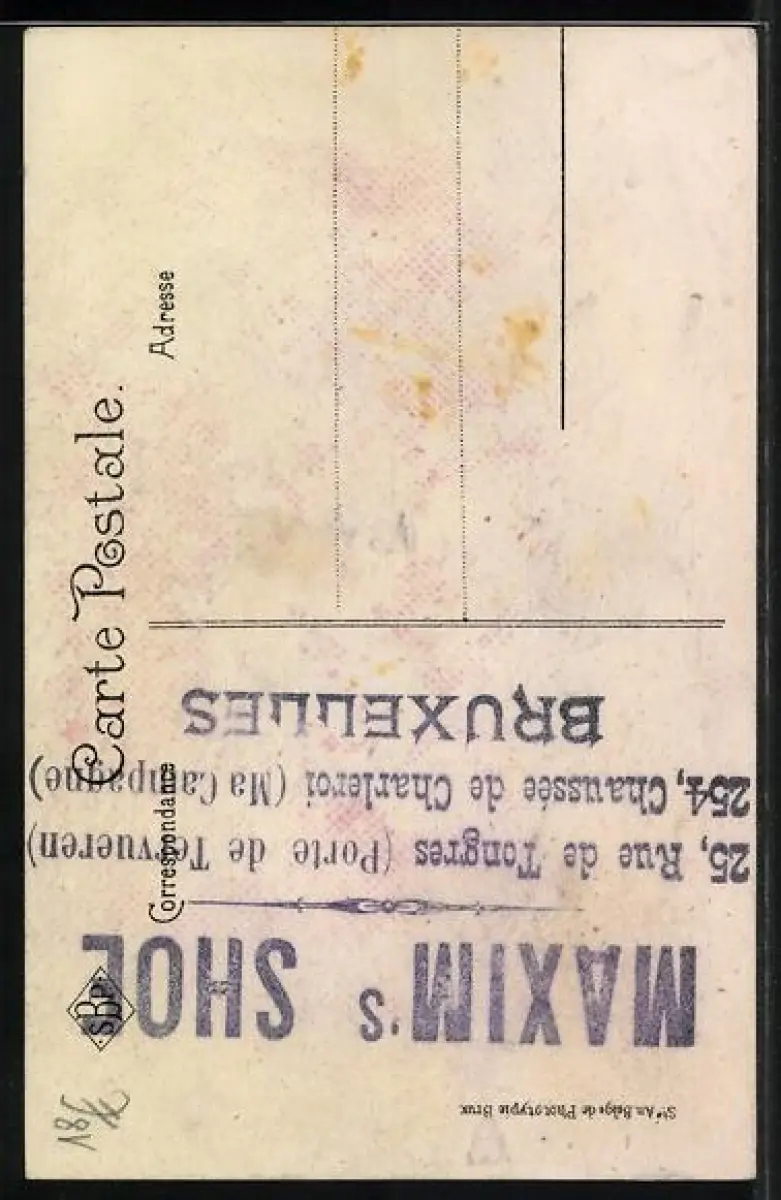 Carte Postale.
Correspondance
Adresse
MAXIM's SHOE
25, Rue de Tongres (Porte de Tervueren)
254, Chaussée de Charleroi (Ma Campagne)
BRUXELLES
SBP
Sté An Belge de Phototypie Brux